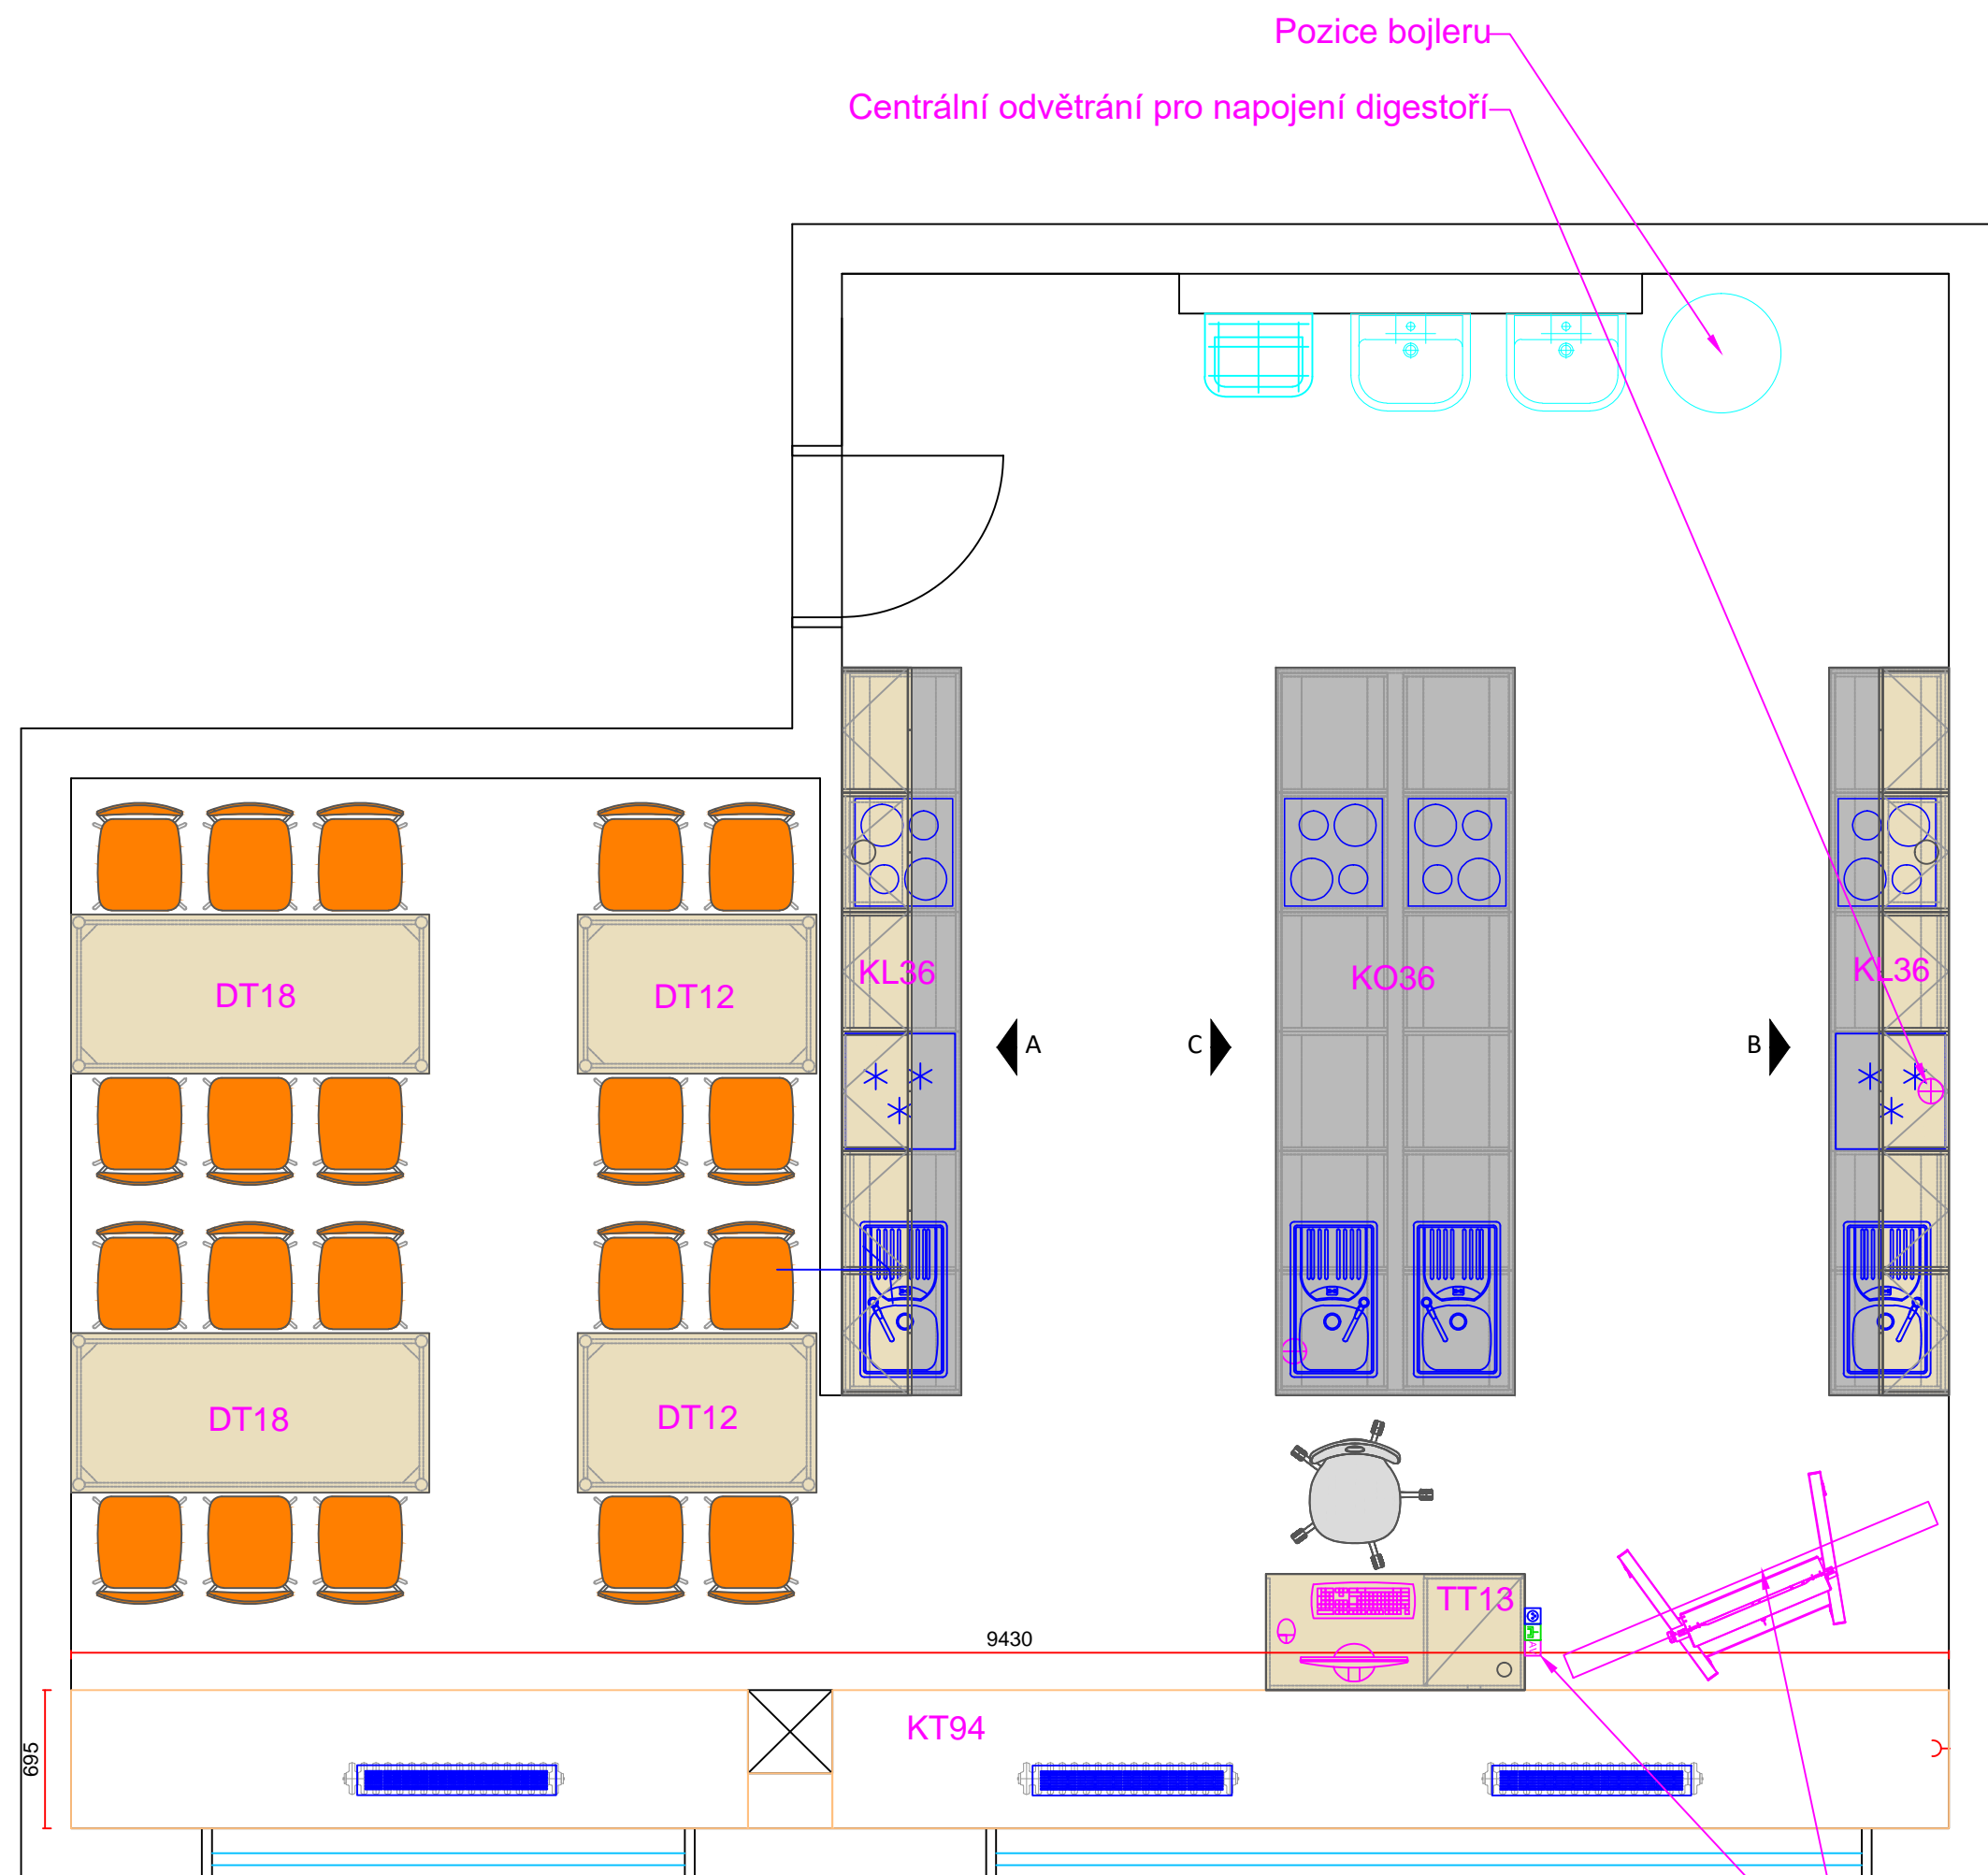 Pozice bojleru
Centrální odvětrání pro napojení digestoří
DT18
DT12
KL36
KO36
KL36
A
C
B
DT18
DT12
TT13
9430
KT94
695